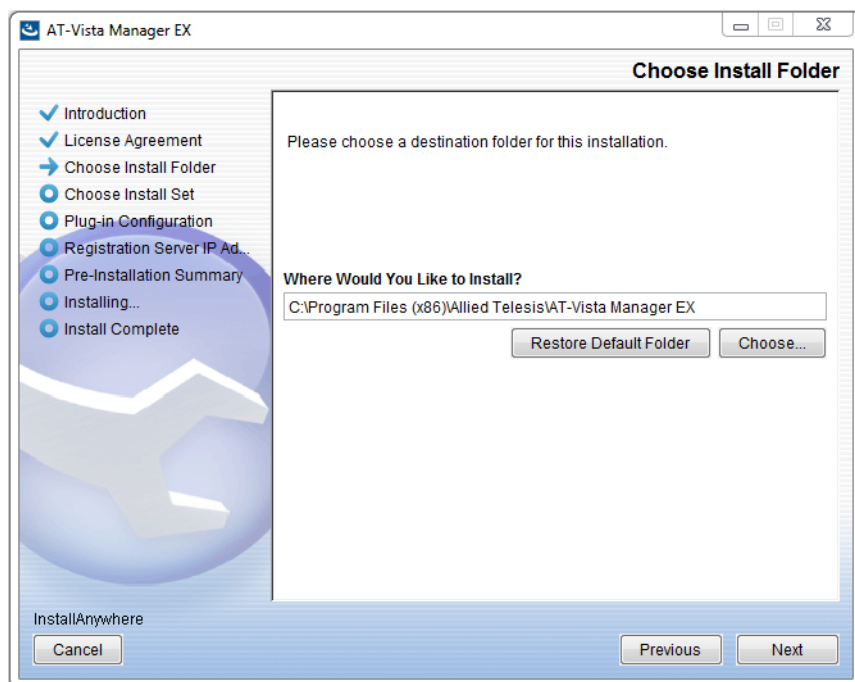 AT-Vista Manager EX
Choose Install Folder
Introduction
License Agreement
Choose Install Folder
Choose Install Set
Plug-in Configuration
Registration Server IP Ad...
Pre-Installation Summary
Installing...
Install Complete
Please choose a destination folder for this installation.
Where Would You Like to Install?
C:\Program Files (x86)\Allied Telesis\AT-Vista Manager EX
Restore Default Folder
Choose...
InstallAnywhere
Cancel
Previous
Next